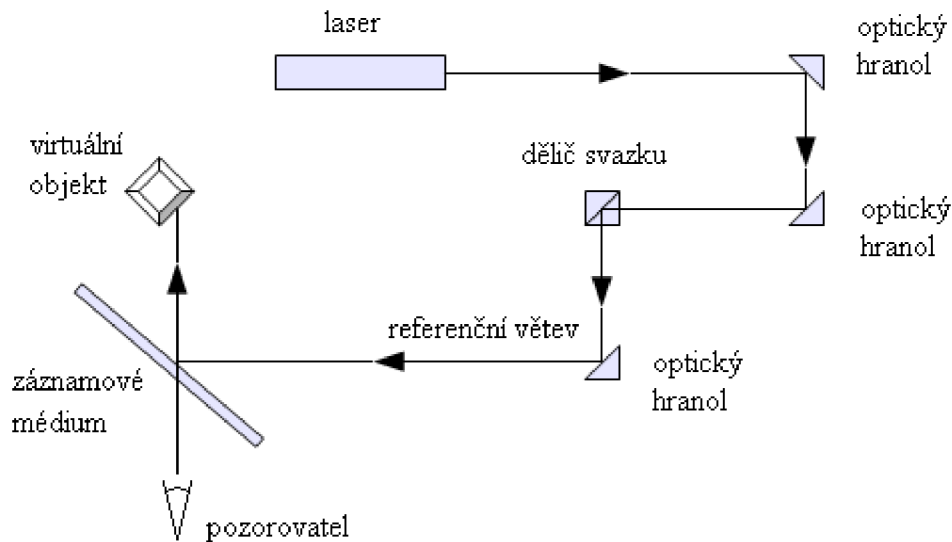 laser
optický
hranol
virtuální
objekt
dělič svazku
optický
hranol
referenční větev
optický
hranol
záznamové
médium
pozorovatel